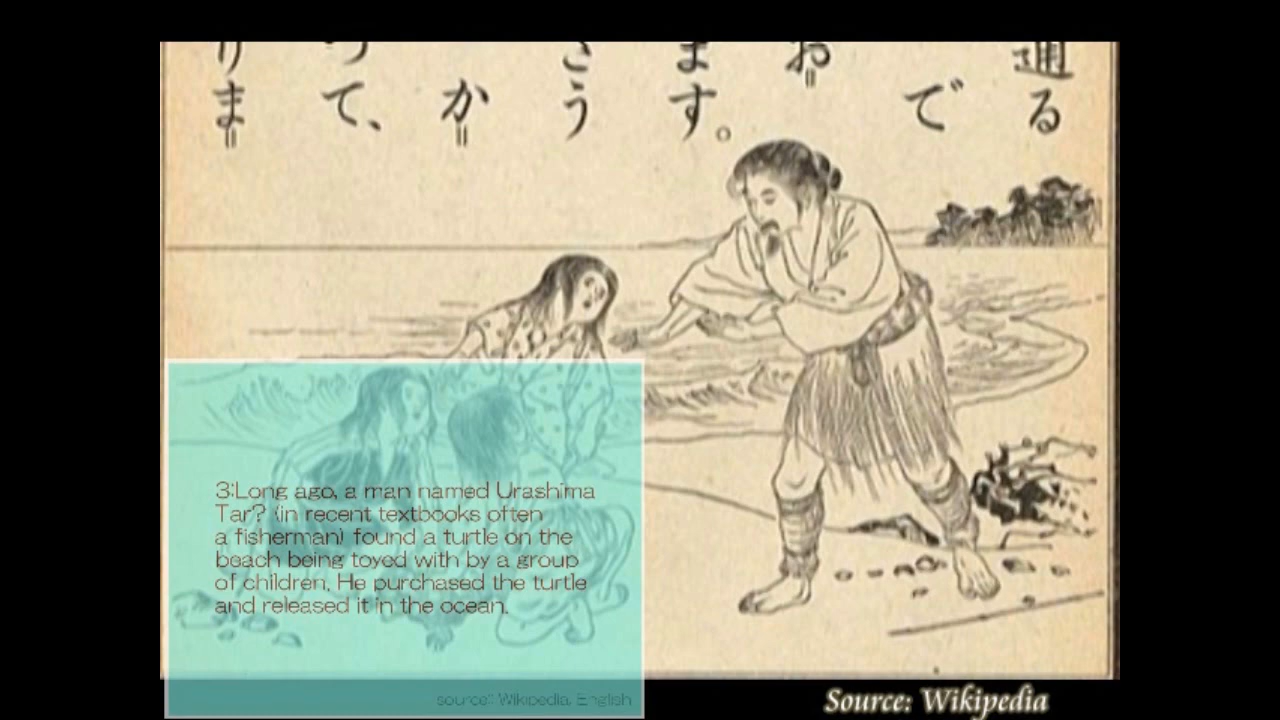 通る
で
お
ます。
う
か
つて、
りま
3:Long ago, a man named Urashima
Tar? (in recent textbooks often
a fisherman) found a turtle on the
beach being toyed with by a group
of children. He purchased the turtle
and released it in the ocean.
source:: Wikipedia, English
Source: Wikipedia